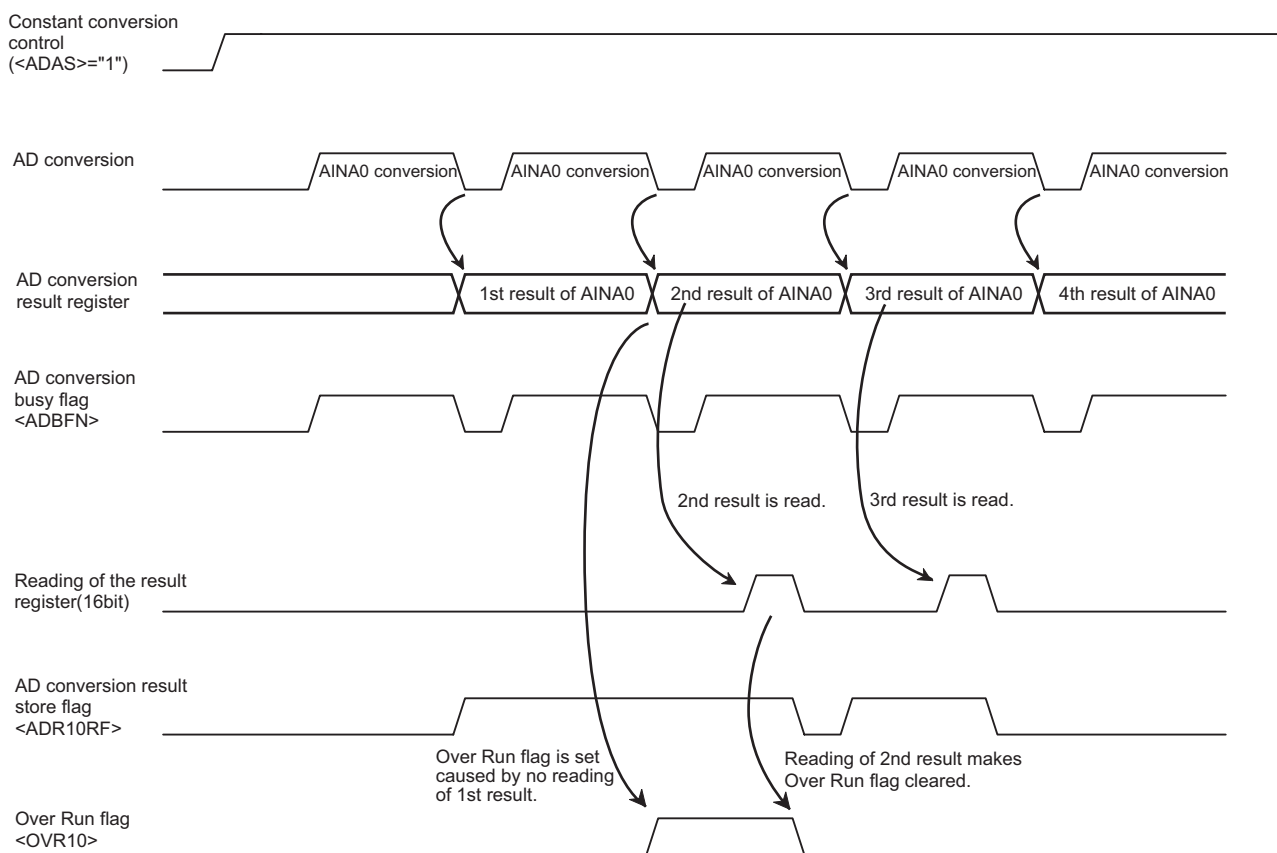 Constant conversion
control
(<ADAS>="1")
AD conversion
AINA0 conversion
AINA0 conversion
AINA0 conversion
AINA0 conversion
AINA0 conversion
AD conversion
result register
1st result of AINA0
2nd result of AINA0
3rd result of AINA0
4th result of AINA0
AD conversion
busy flag
<ADBFN>
2nd result is read.
3rd result is read.
Reading of the result
register(16bit)
AD conversion result
store flag
<ADR10RF>
Over Run flag is set
caused by no reading
of 1st result.
Reading of 2nd result makes
Over Run flag cleared.
Over Run flag
<OVR10>